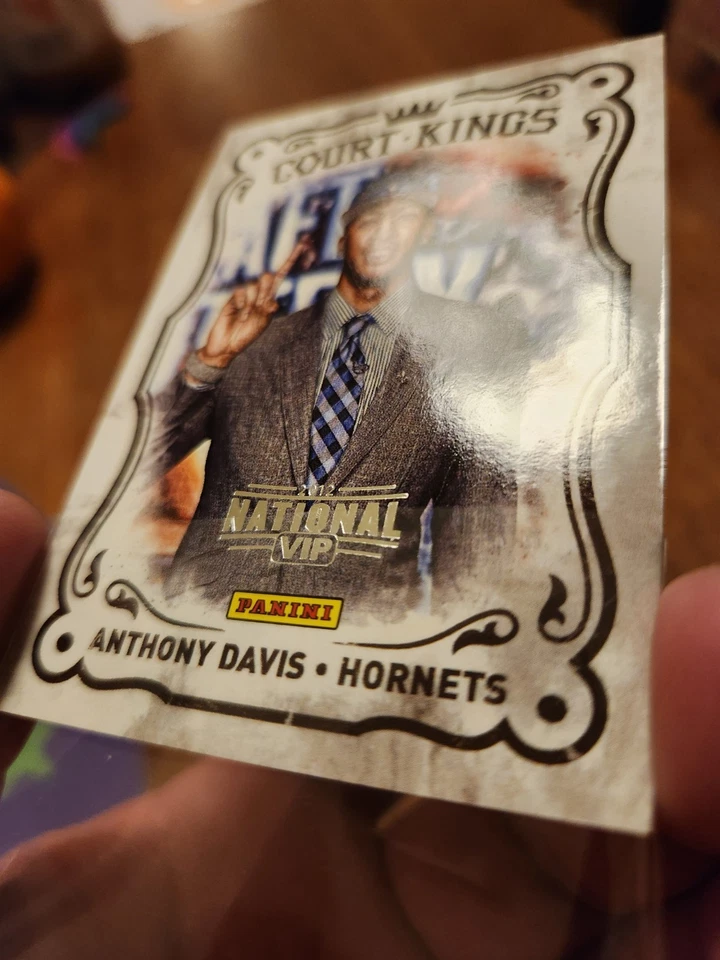 COURT · KINGS
2012
NATIONAL
VIP
PANINI
ANTHONY DAVIS • HORNETS